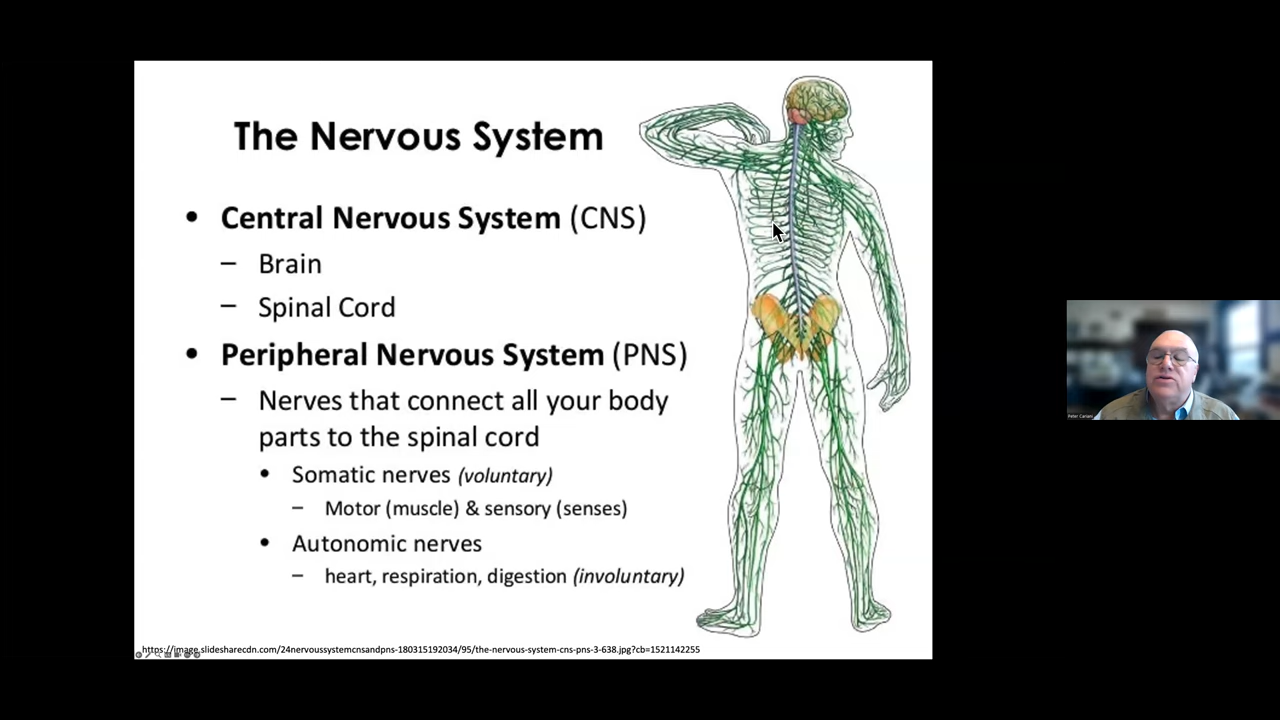 The Nervous System
• Central Nervous System (CNS)
– Brain
– Spinal Cord
• Peripheral Nervous System (PNS)
– Nerves that connect all your body
parts to the spinal cord
• Somatic nerves (voluntary)
– Motor (muscle) & sensory (senses)
• Autonomic nerves
– heart, respiration, digestion (involuntary)
https://image.slidesharecdn.com/24nervoussystemcnsandpns-180315192034/95/the-nervous-system-cns-pns-3-638.jpg?cb=1521142255
Peter Cariani